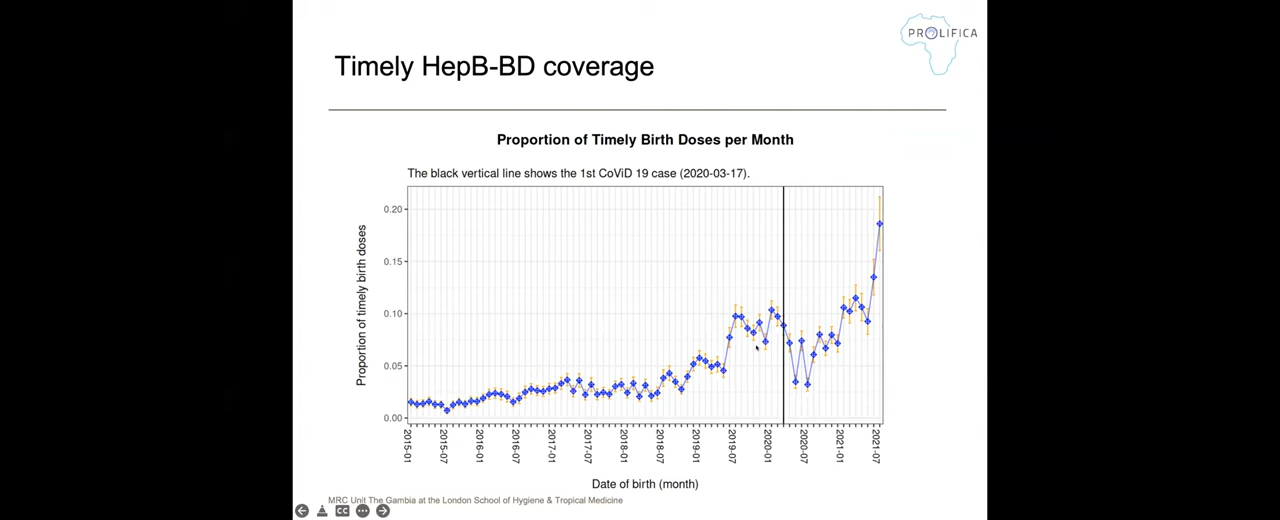 PROLIFICA
Timely HepB-BD coverage
Proportion of Timely Birth Doses per Month
The black vertical line shows the 1st CoViD 19 case (2020-03-17).
Proportion of timely birth doses
0.20
0.15
0.10
0.05
0.00
2015-01
2015-07
2016-01
2016-07
2017-01
2017-07
2018-01
2018-07
2019-01
2019-07
2020-01
2020-07
2021-01
2021-07
Date of birth (month)
MRC Unit The Gambia at the London School of Hygiene & Tropical Medicine
CC